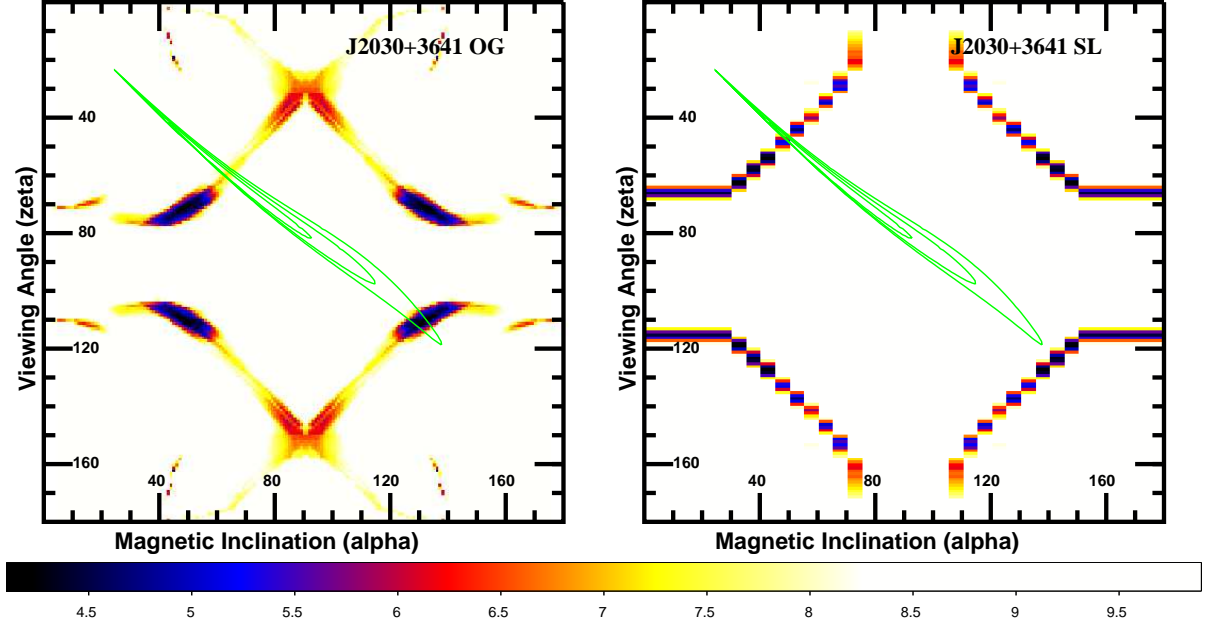 J2030+3641 OG
J2030+3641 SL
40
80
120
160
40
80
120
160
Viewing Angle (zeta)
Magnetic Inclination (alpha)
40
80
120
160
40
80
120
160
Viewing Angle (zeta)
Magnetic Inclination (alpha)
4.5 5 5.5 6 6.5 7 7.5 8 8.5 9 9.5